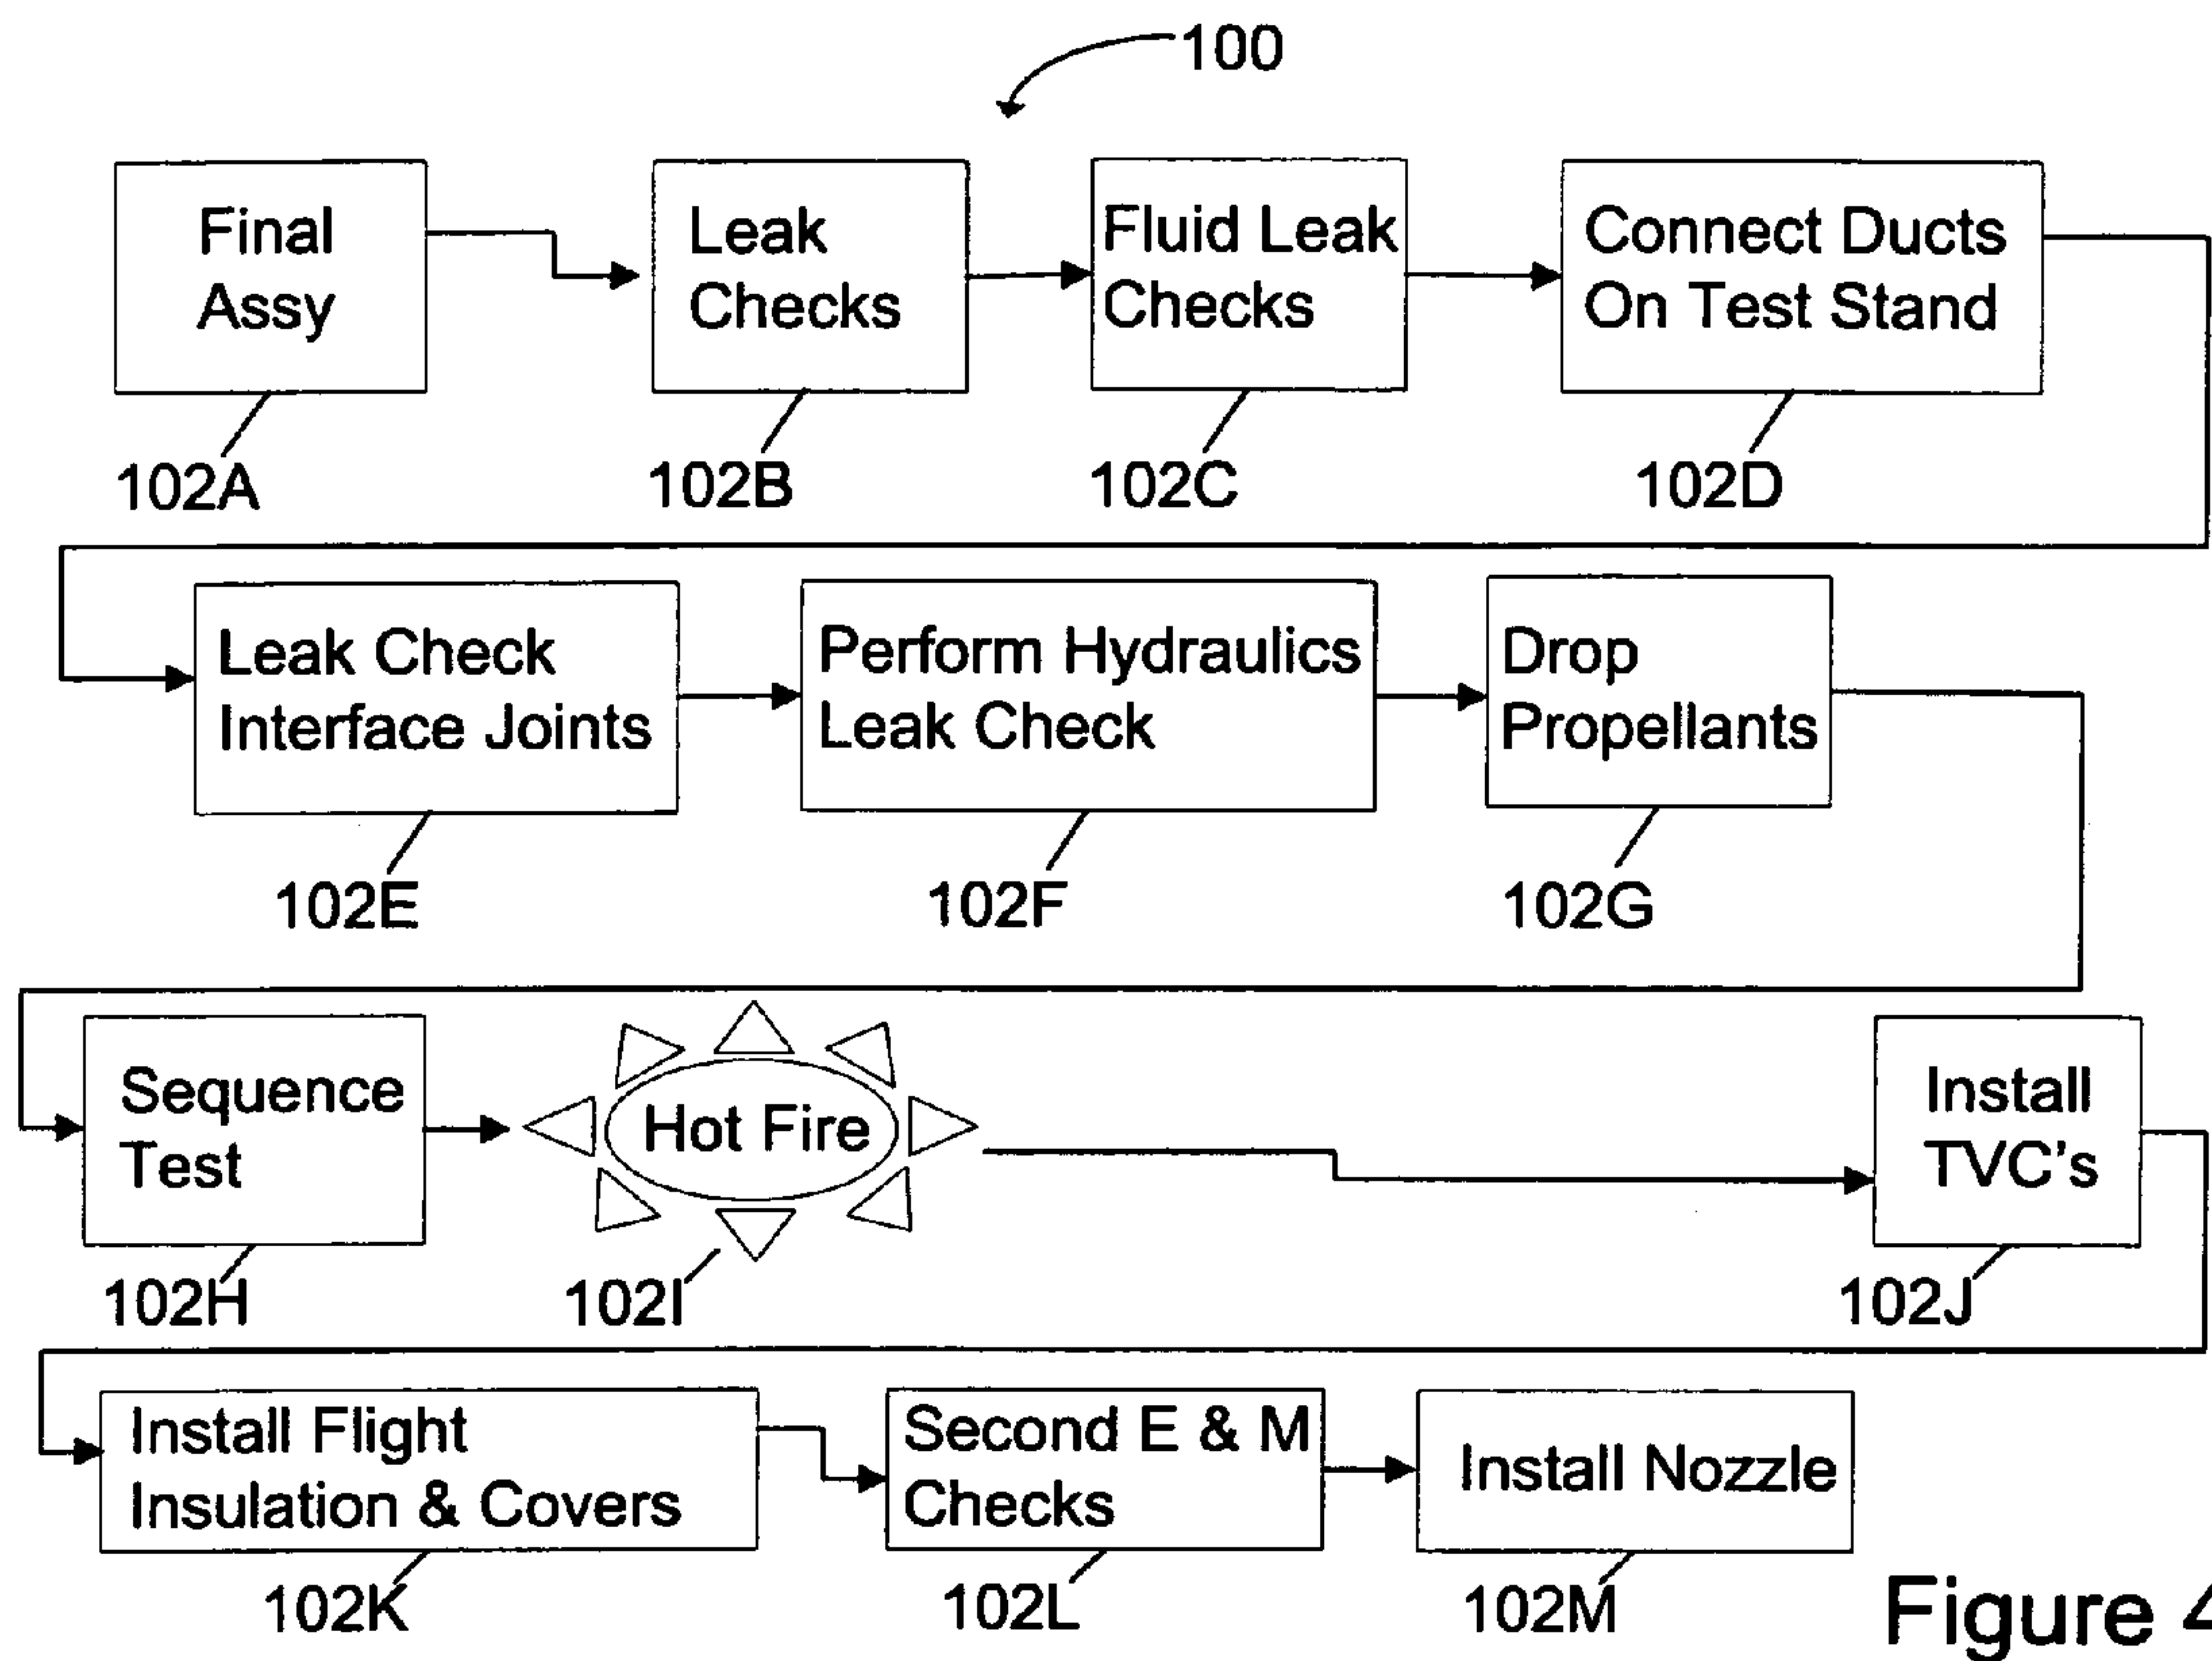 100
Final
Assy
Leak
Checks
Fluid Leak
Checks
Connect Ducts
On Test Stand
102A
102B
102C
102D
Leak Check
Interface Joints
Perform Hydraulics
Leak Check
Drop
Propellants
102E
102F
102G
Sequence
Test
Hot Fire
Install
TVC's
102H
102I
102J
Install Flight
Insulation & Covers
Second E & M
Checks
Install Nozzle
102K
102L
102M
Figure 4